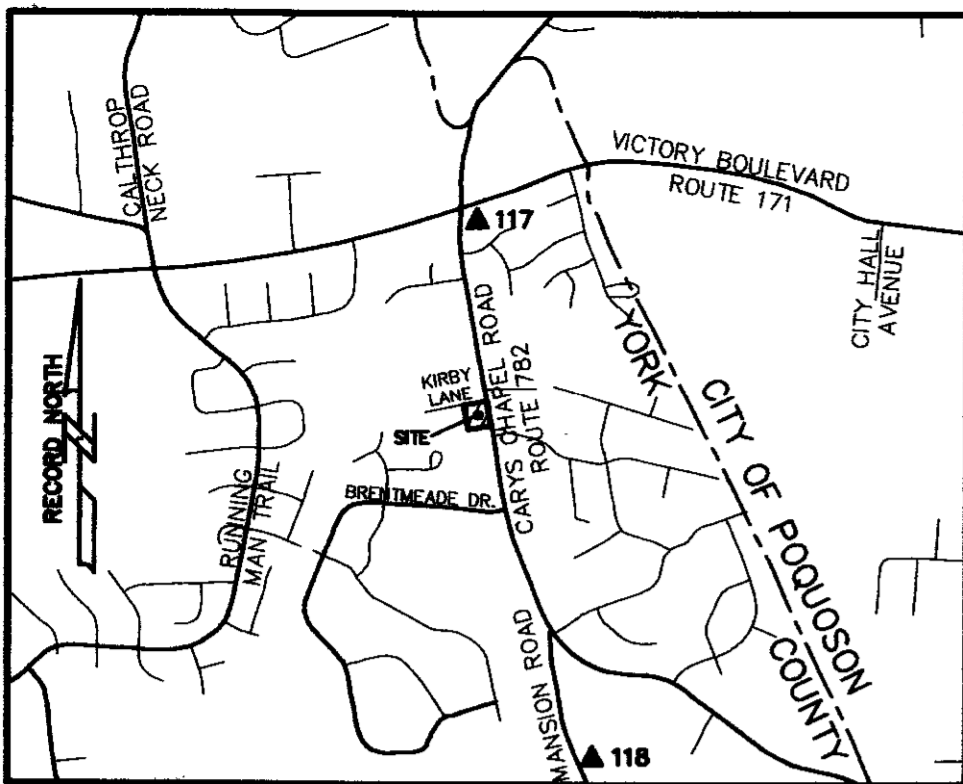 CALTHROP
NECK ROAD
VICTORY BOULEVARD
ROUTE 171
117
CITY HALL
AVENUE
RECORD NORTH
KIRBY
LANE
SITE
CARYS CHAPEL ROAD
ROUTE 782
YORK
COUNTY
CITY OF POQUOSON
RUNNING
MAN TRAIL
BRENTMEADE DR.
MANSION ROAD
118